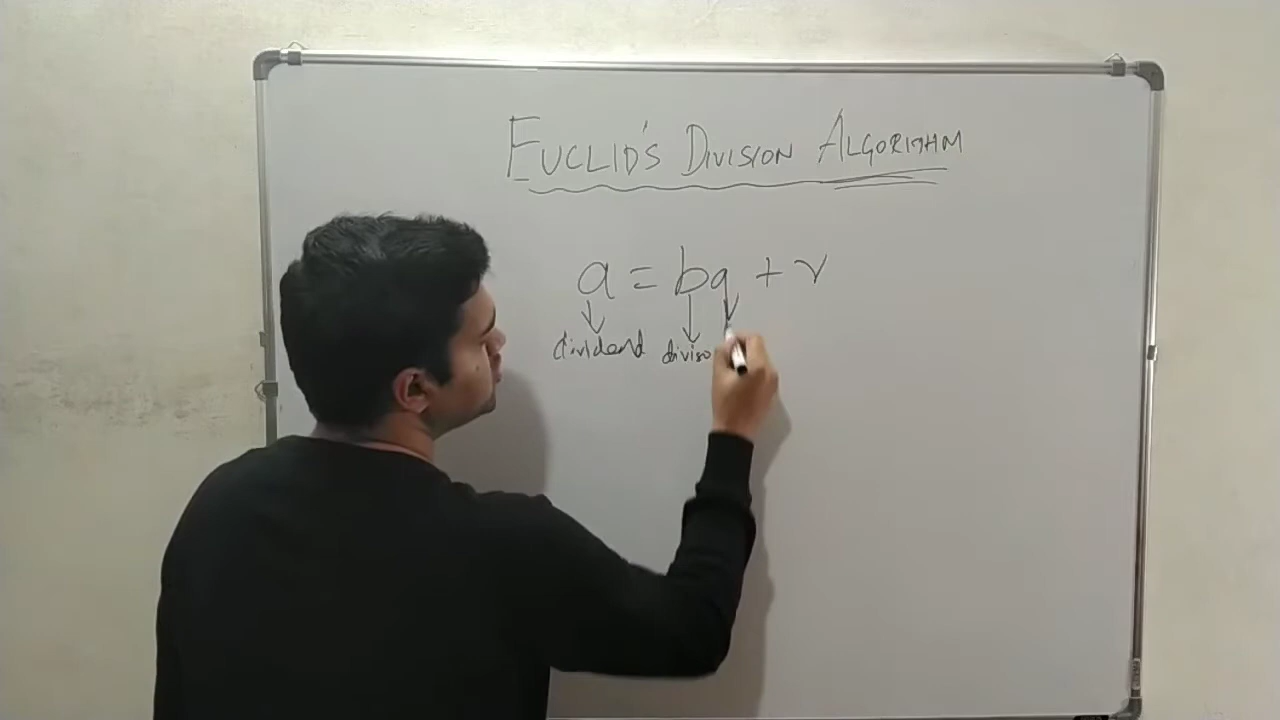 EUCLID'S DIVISION ALGORITHM
a = bq + r
dividend